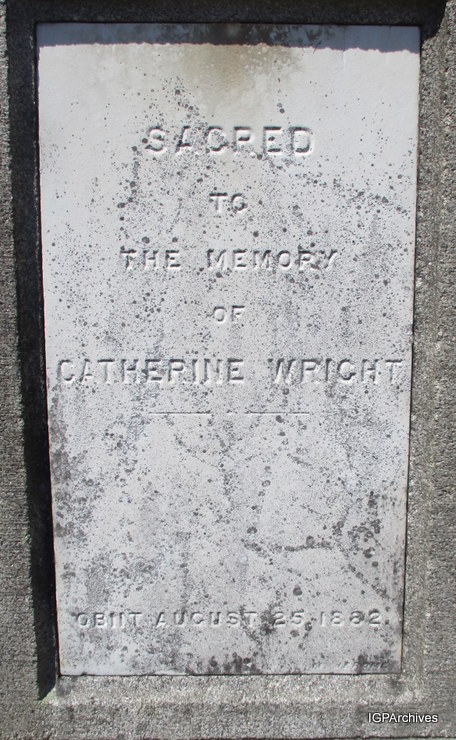 SACRED
TO
THE MEMORY
OF
CATHERINE WRIGHT
OBIIT AUGUST 25, 1882.
IGPArchives